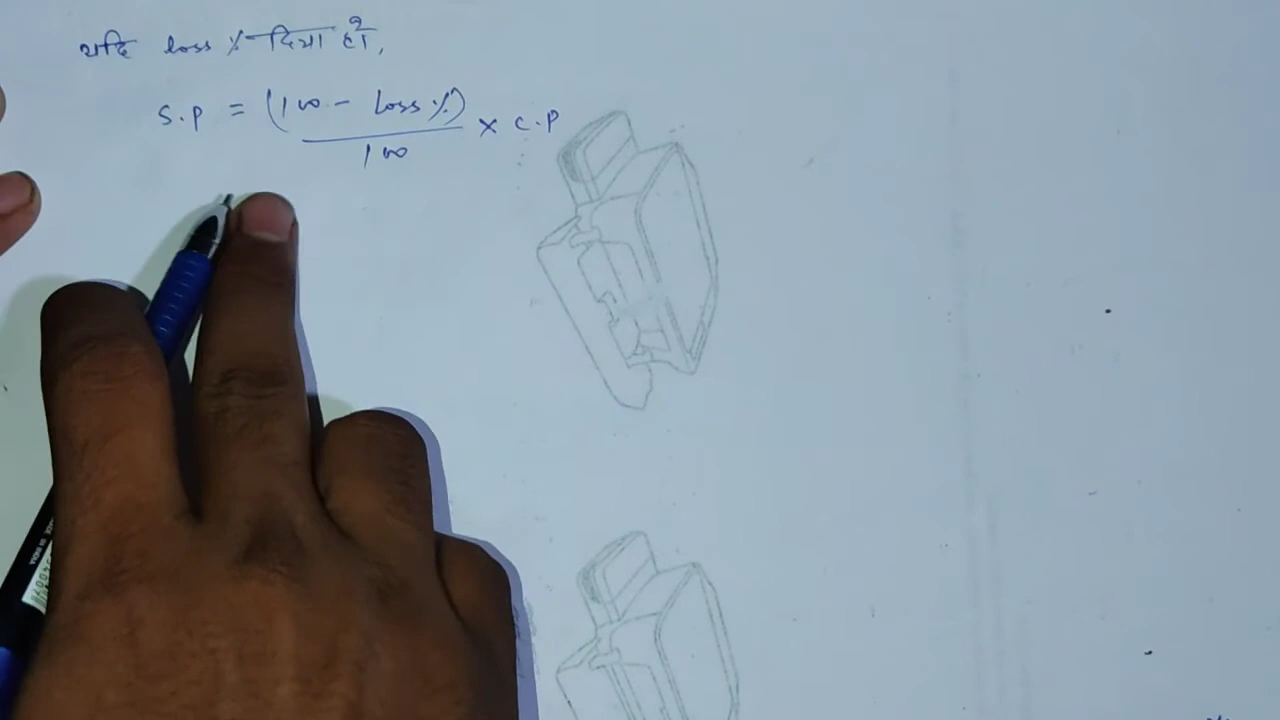 यदि loss % दिया हो,
S.P = (100 - loss %) / 100 × C.P